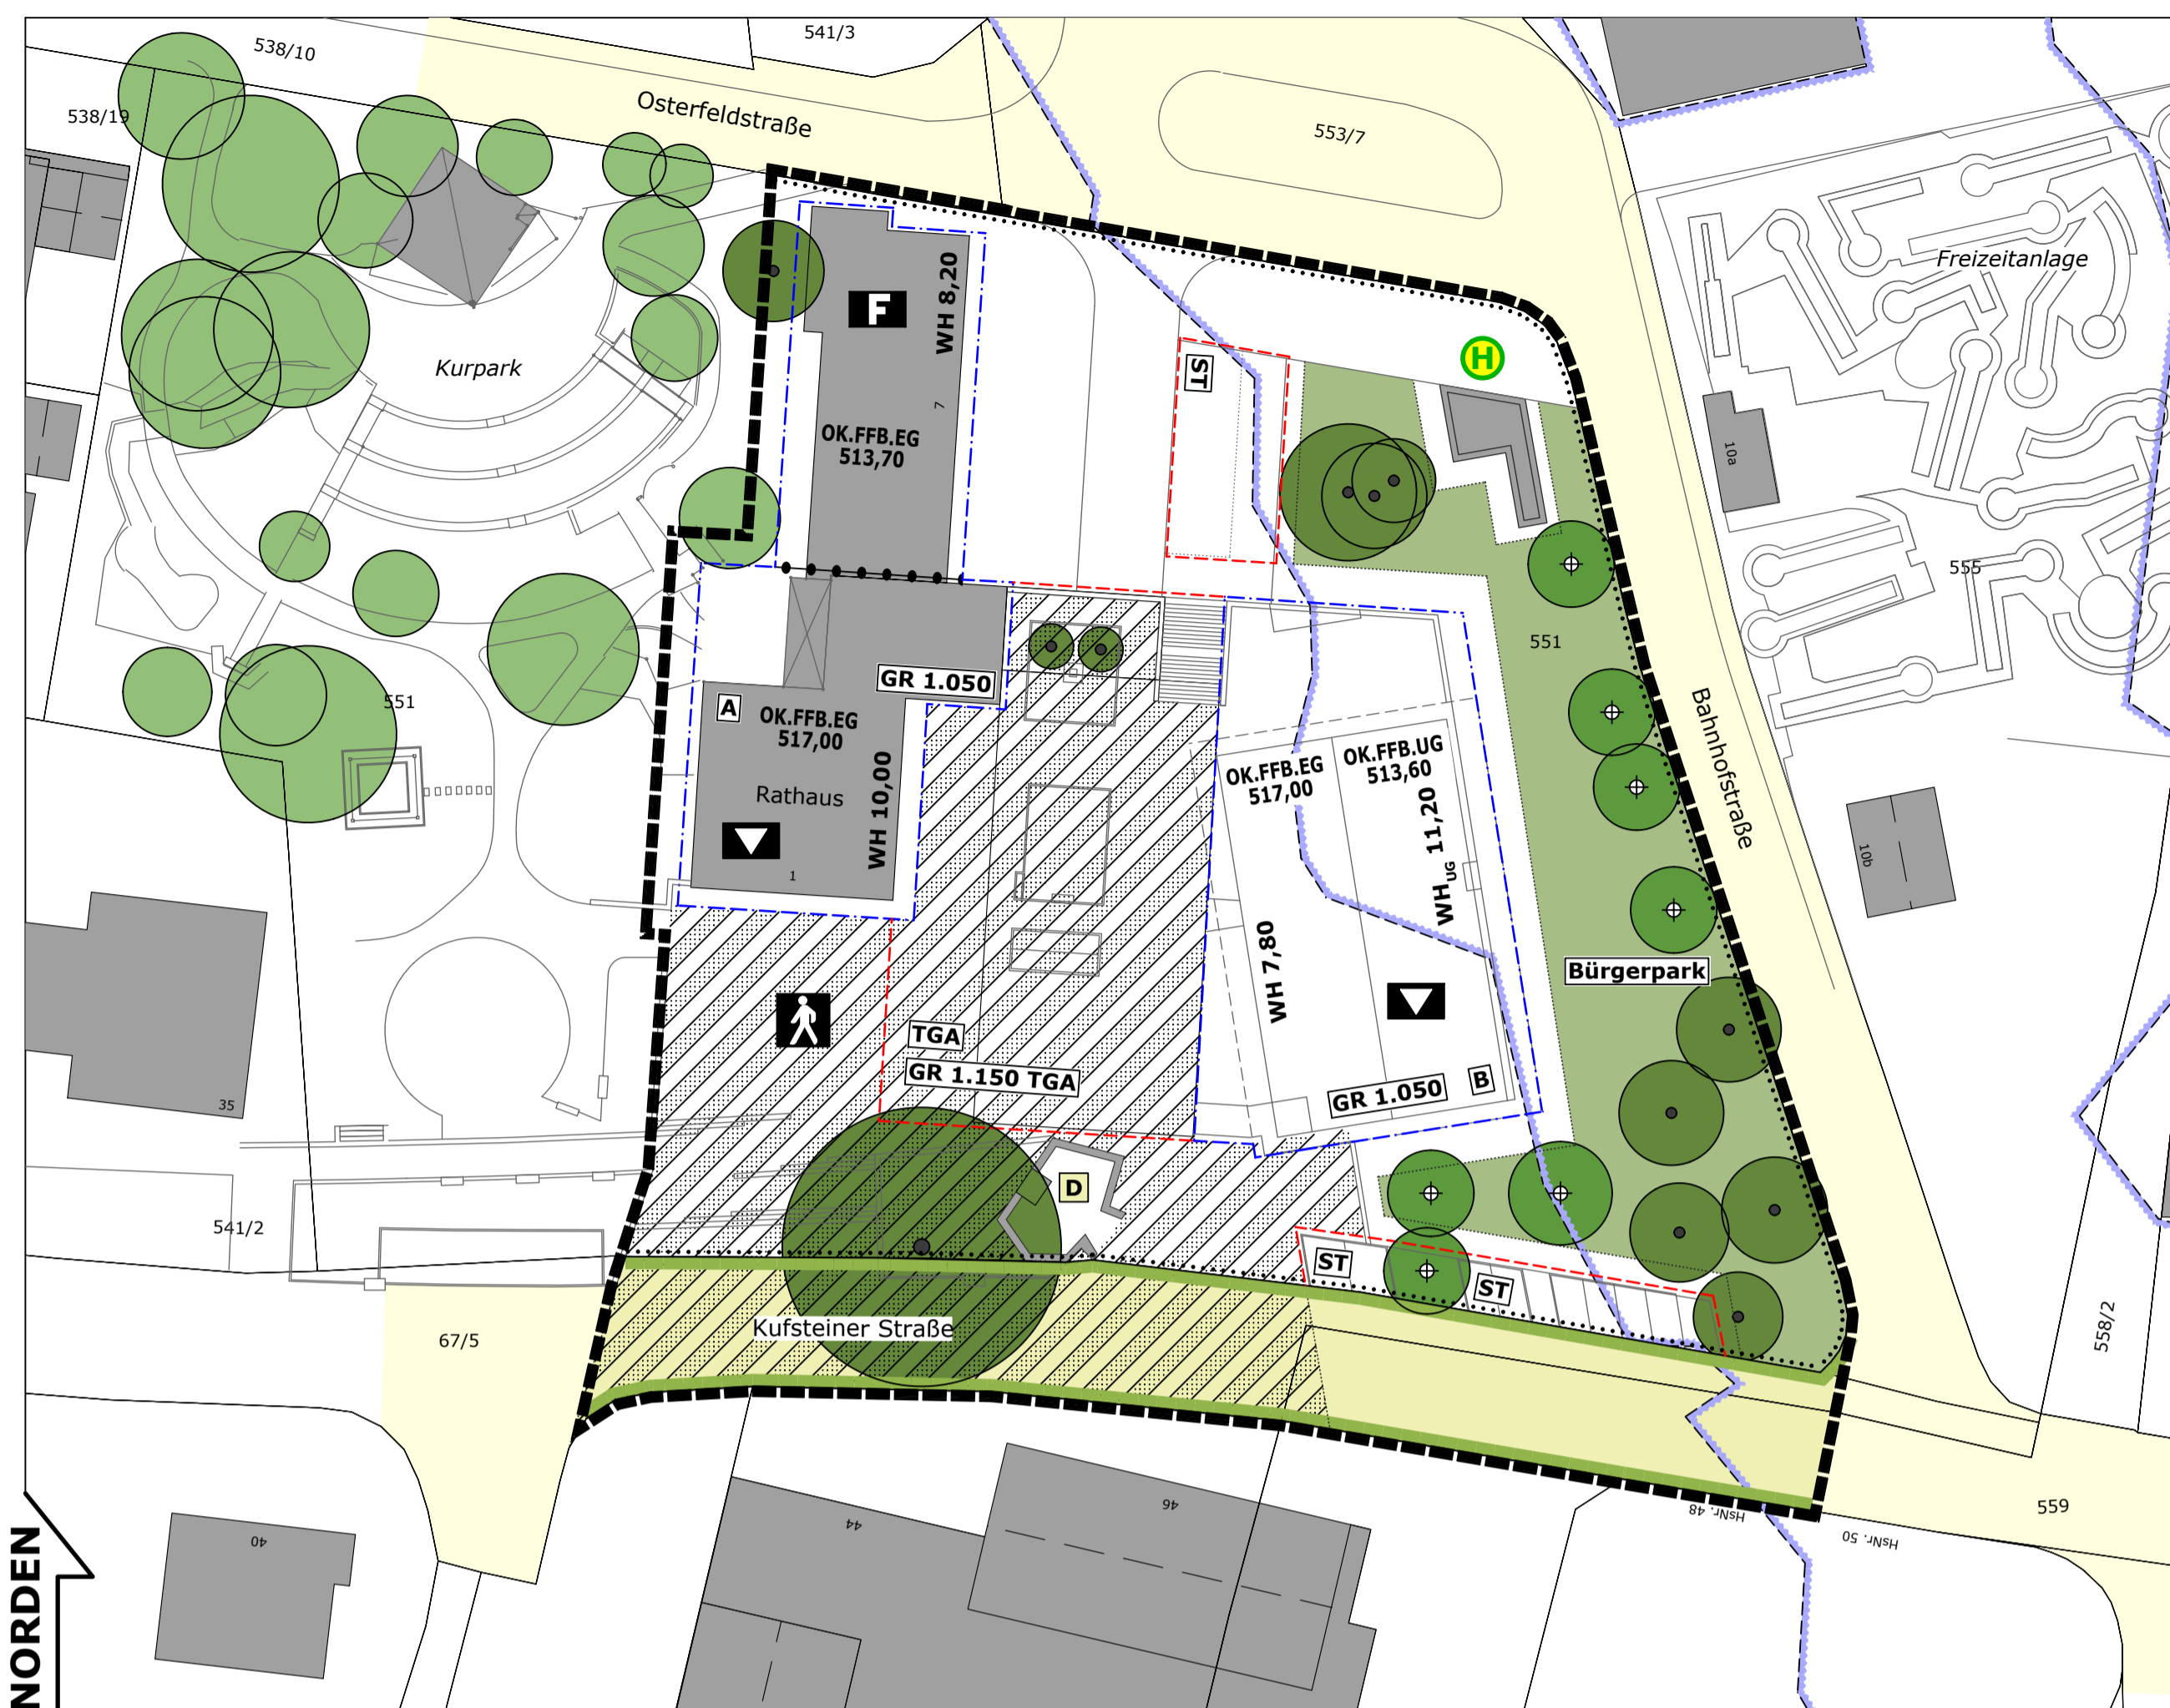 538/10
541/3
538/19
Osterfeldstraße
553/7
Freizeitanlage
F
WH 8,20
H
ST
Kurpark
7
OK.FFB.EG
513,70
10a
555
551
551
GR 1.050
A
OK.FFB.EG
517,00
Rathaus
WH 10,00
1
OK.FFB.EG
517,00
OK.FFB.UG
513,60
WH UG 11,20
WH 7,80
Bahnhofstraße
10b
Bürgerpark
TGA
GR 1.150 TGA
GR 1.050
B
35
D
541/2
ST
ST
67/5
Kufsteiner Straße
558/2
559
HsNr. 48
HsNr. 50
46
44
40
NORDEN